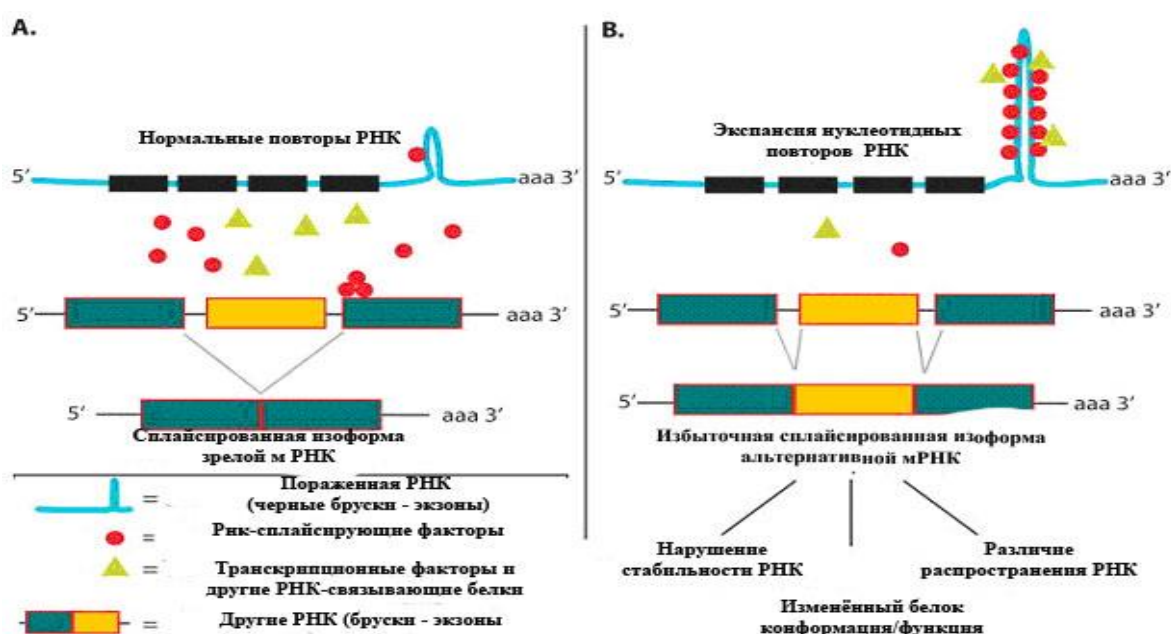 A.
Нормальные повторы РНК
5' aaa 3'
5' aaa 3'
5' aaa 3'
Сплайсированная изоформа
зрелой м РНК
= Пораженная РНК
(черные бруски - экзоны)
= Рнк-сплайсирующие факторы
= Транскрипционные факторы и
другие РНК-связывающие белки
= Другие РНК (бруски - экзоны
B.
Экспансия нуклеотидных
повторов РНК
5' aaa 3'
5' aaa 3'
5' aaa 3'
Избыточная сплайсированная изоформа
альтернативной мРНК
Нарушение
стабильности РНК
Различие
распространения РНК
Изменённый белок
конформация/функция